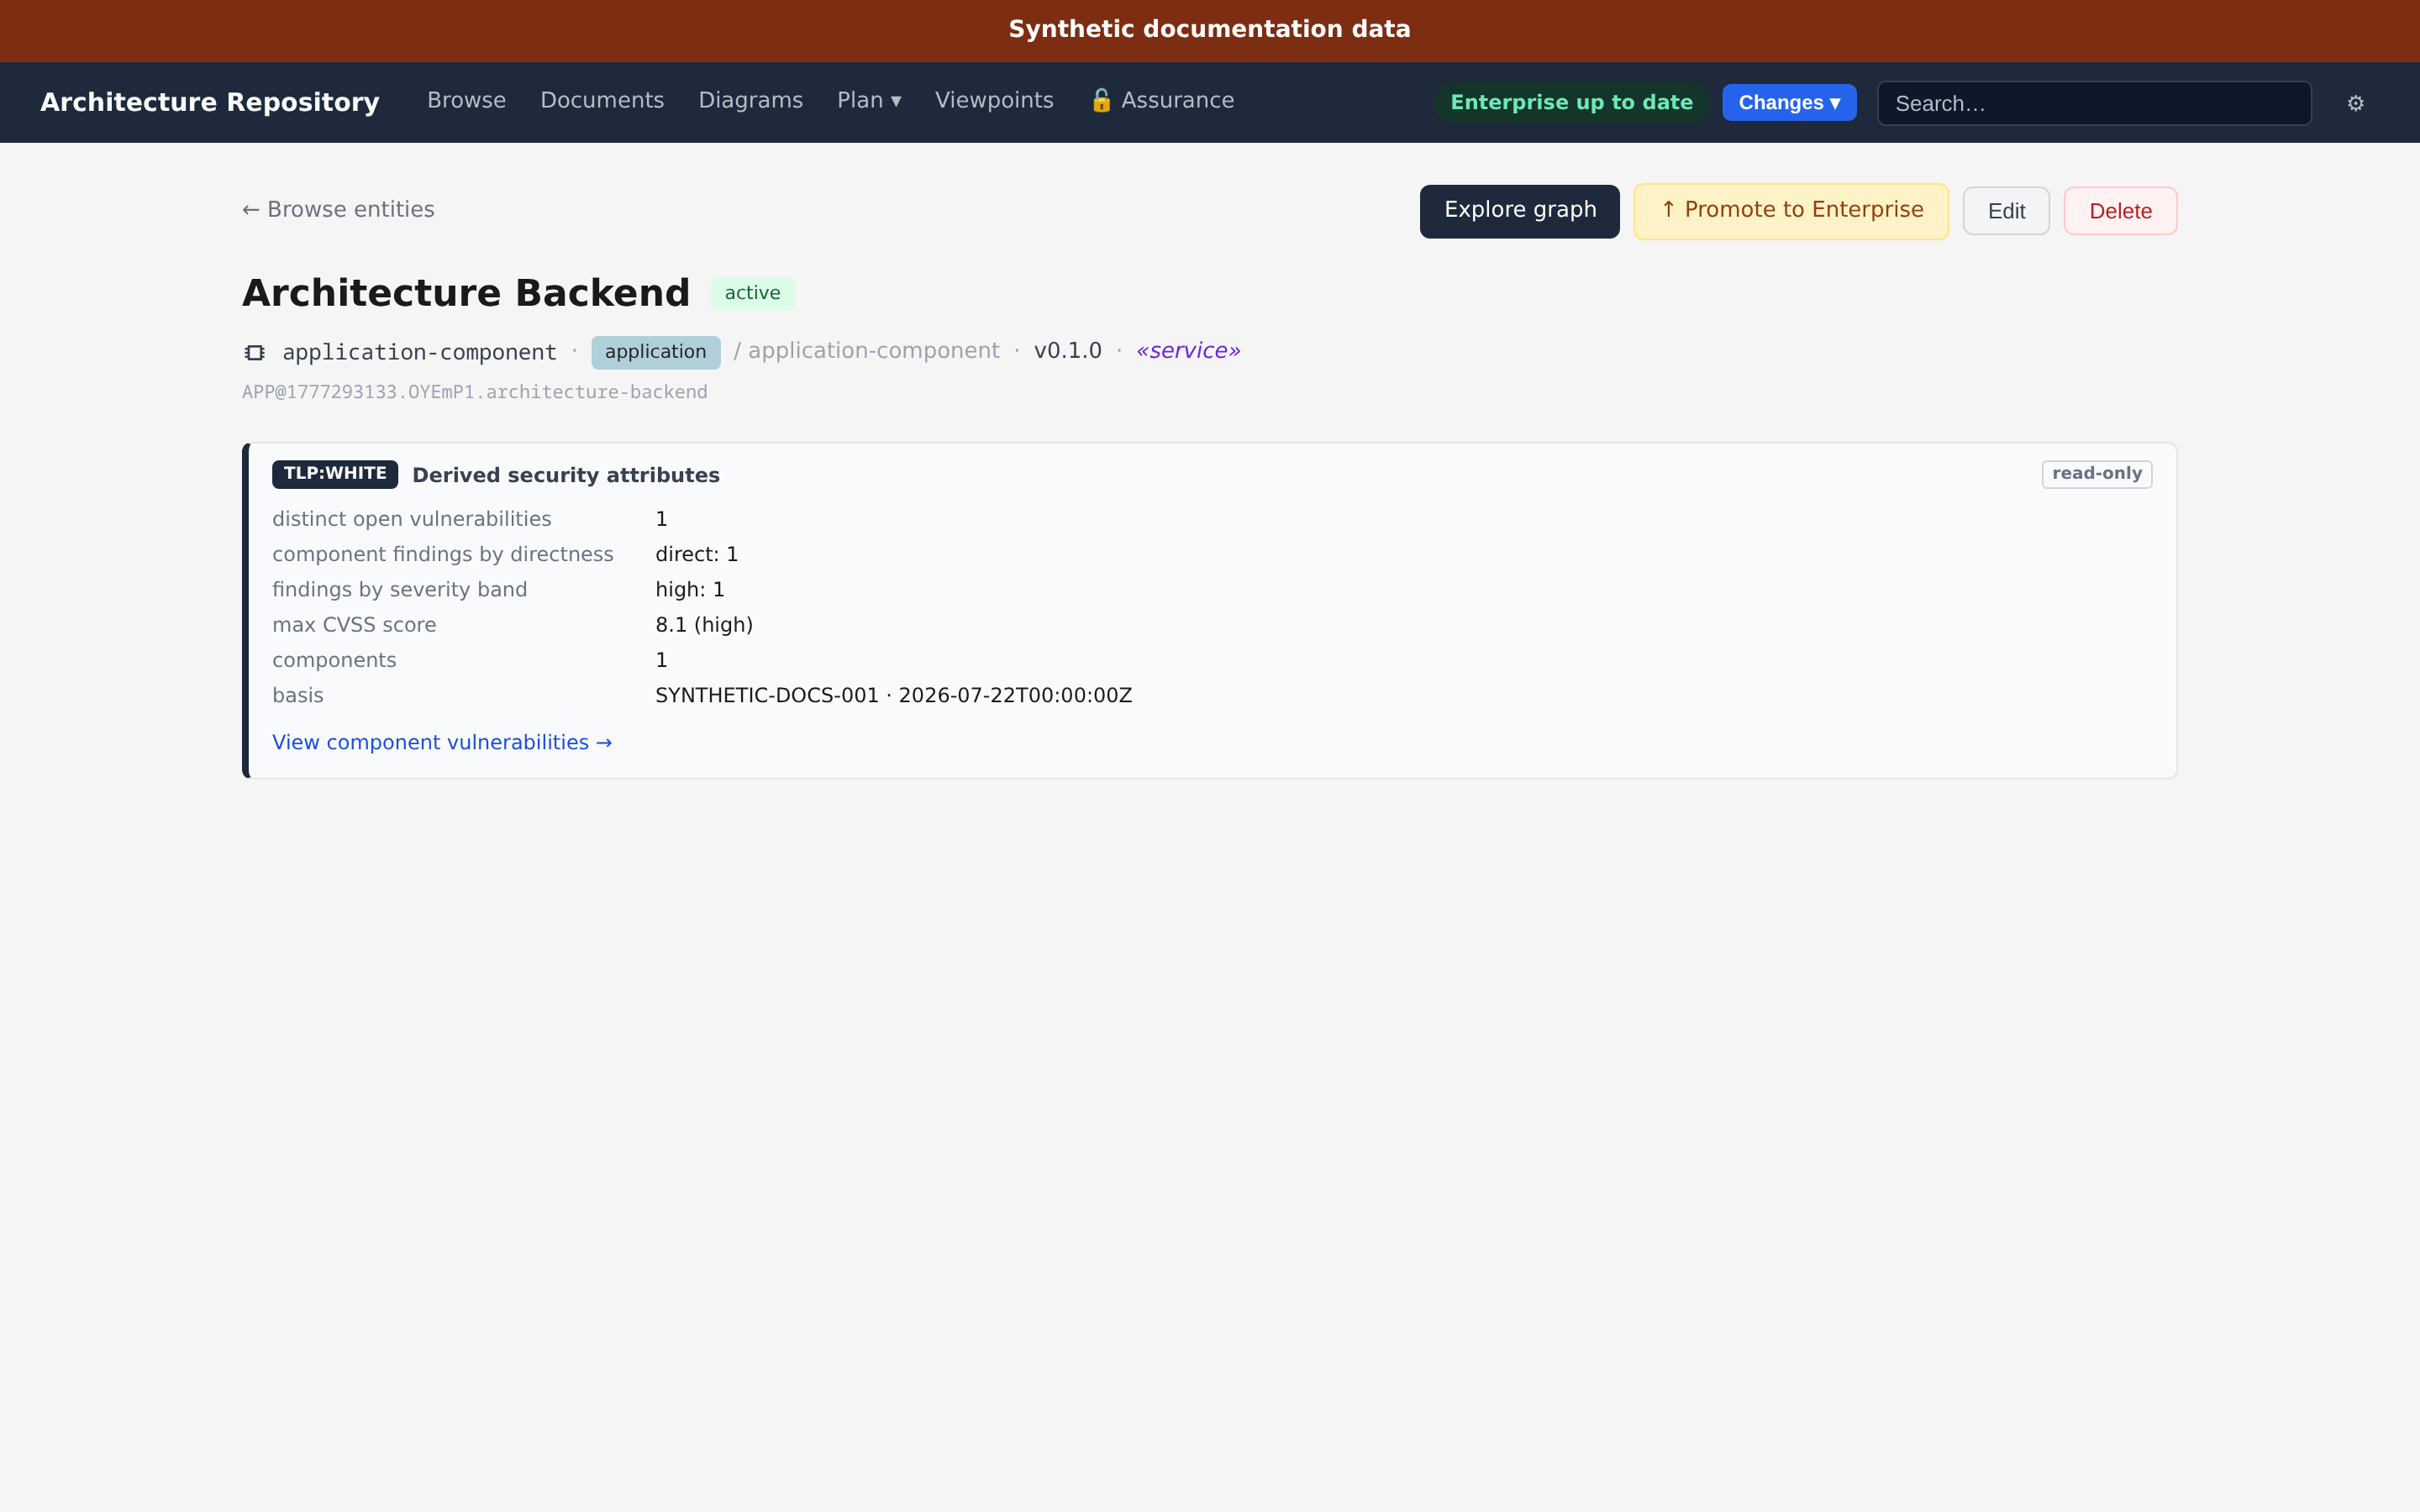 Synthetic documentation data
Architecture Repository Browse Documents Diagrams Plan ▾ Viewpoints 🔓 Assurance Enterprise up to date Changes ▾ Search… ⚙
← Browse entities Explore graph ↑ Promote to Enterprise Edit Delete
Architecture Backend active
application-component · application / application-component · v0.1.0 · «service»
APP@1777293133.OYEmP1.architecture-backend
TLP:WHITE Derived security attributes read-only
distinct open vulnerabilities 1
component findings by directness direct: 1
findings by severity band high: 1
max CVSS score 8.1 (high)
components 1
basis SYNTHETIC-DOCS-001 · 2026-07-22T00:00:00Z
View component vulnerabilities →